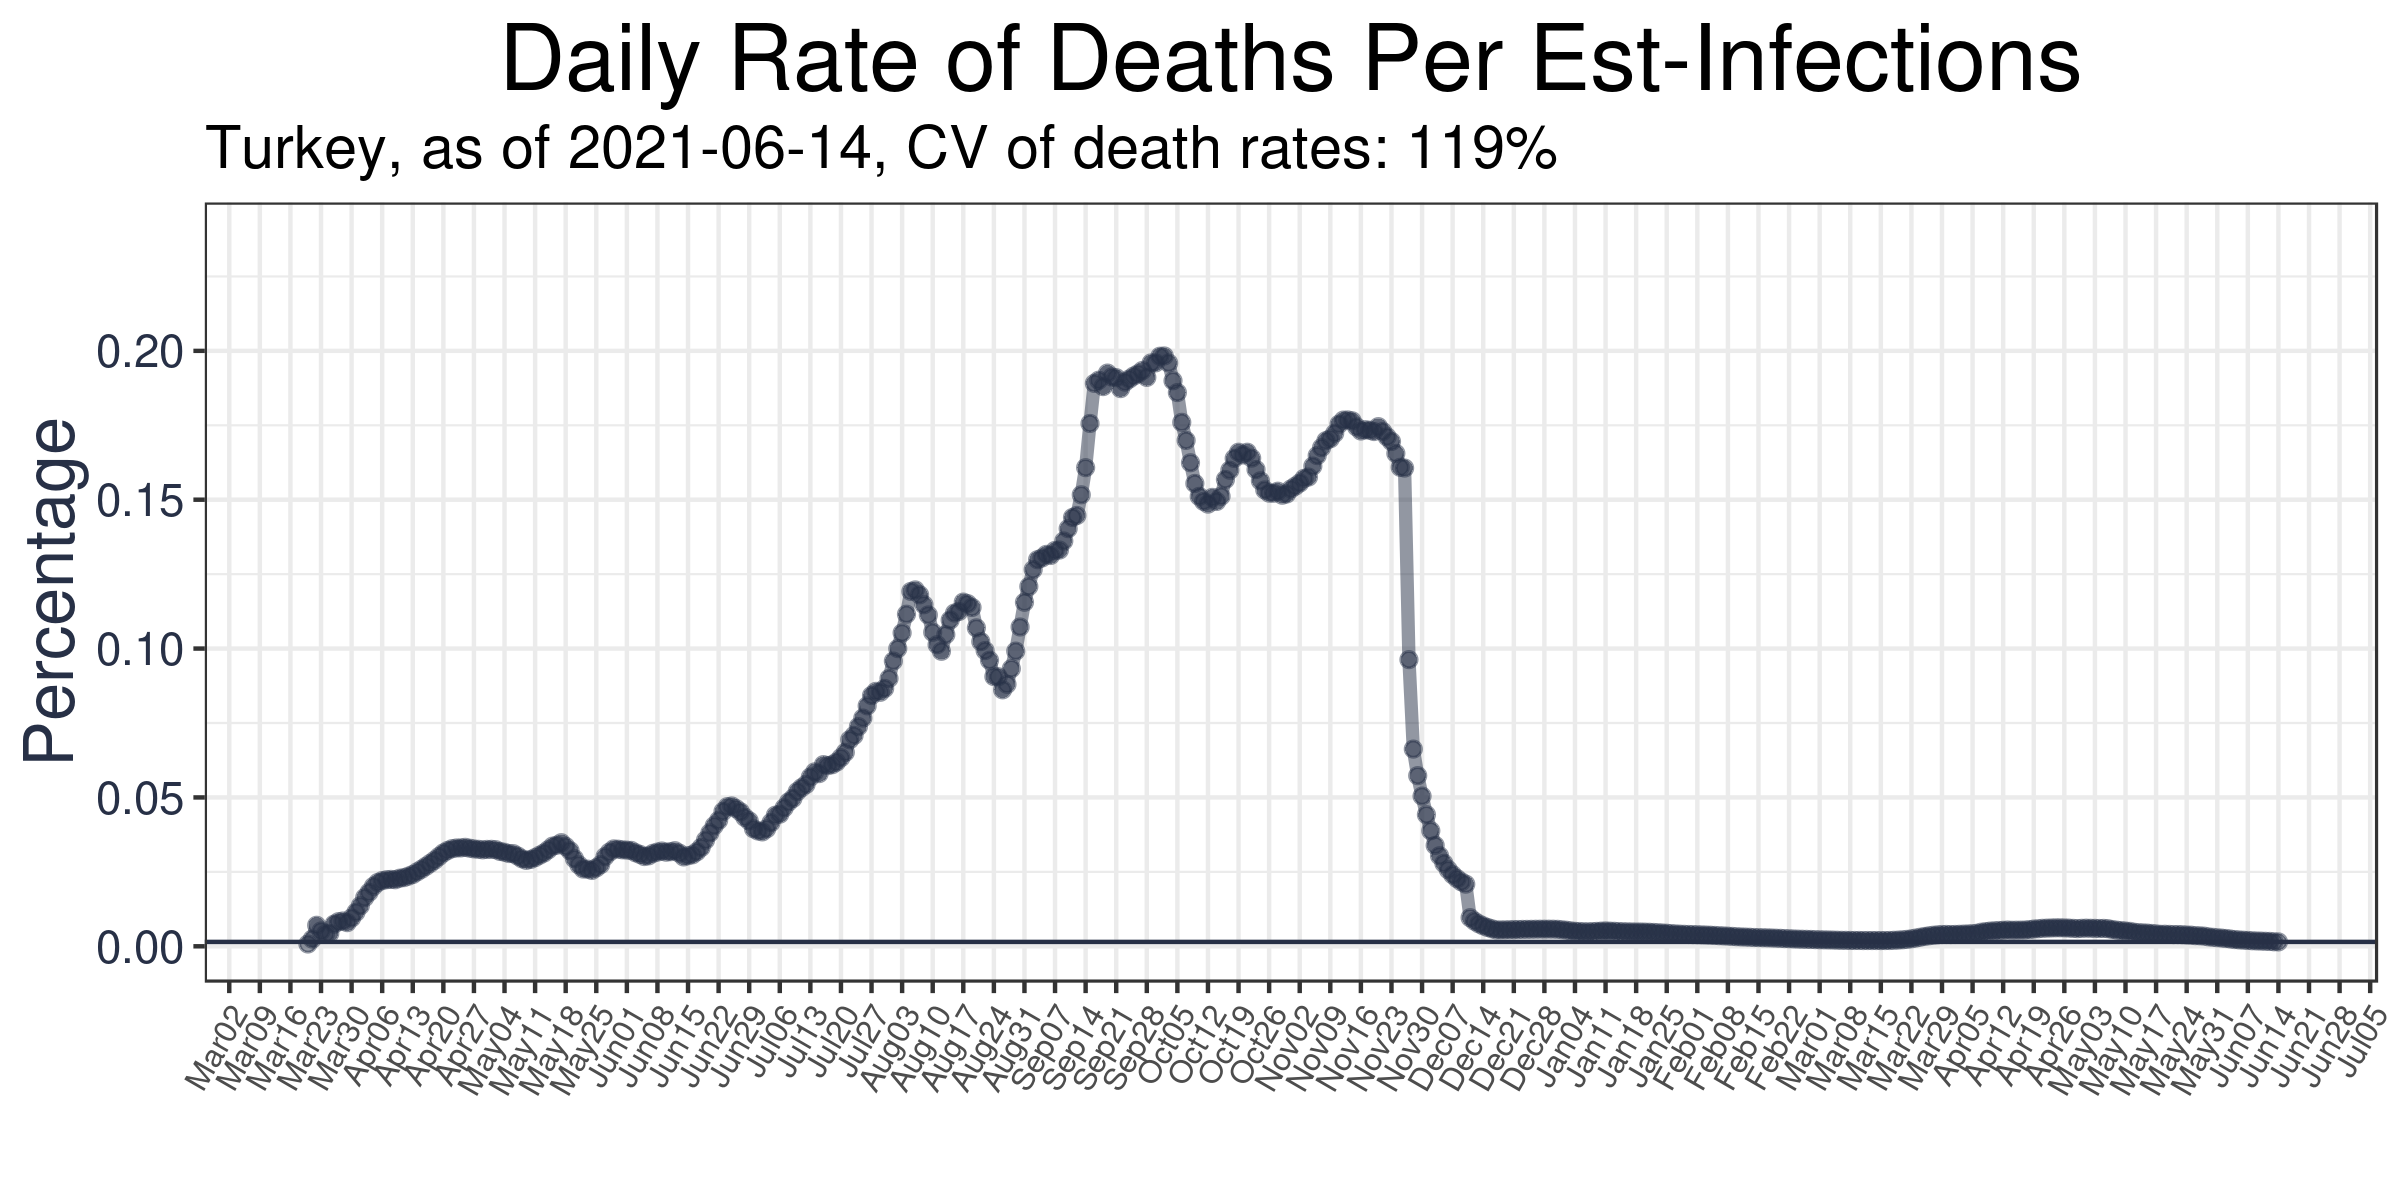 Daily Rate of Deaths Per Est-Infections
Turkey, as of 2021-06-14, CV of death rates: 119%
Percentage
0.20
0.15
0.10
0.05
0.00
Mar02
Mar09
Mar16
Mar23
Mar30
Apr06
Apr13
Apr20
Apr27
May04
May11
May18
May25
Jun01
Jun08
Jun15
Jun22
Jun29
Jul06
Jul13
Jul20
Jul27
Aug03
Aug10
Aug17
Aug24
Aug31
Sep07
Sep14
Sep21
Sep28
Oct05
Oct12
Oct19
Oct26
Nov02
Nov09
Nov16
Nov23
Nov30
Dec07
Dec14
Dec21
Dec28
Jan04
Jan11
Jan18
Jan25
Feb01
Feb08
Feb15
Feb22
Mar01
Mar08
Mar15
Mar22
Mar29
Apr05
Apr12
Apr19
Apr26
May03
May10
May17
May24
May31
Jun07
Jun14
Jun21
Jun28
Jul05